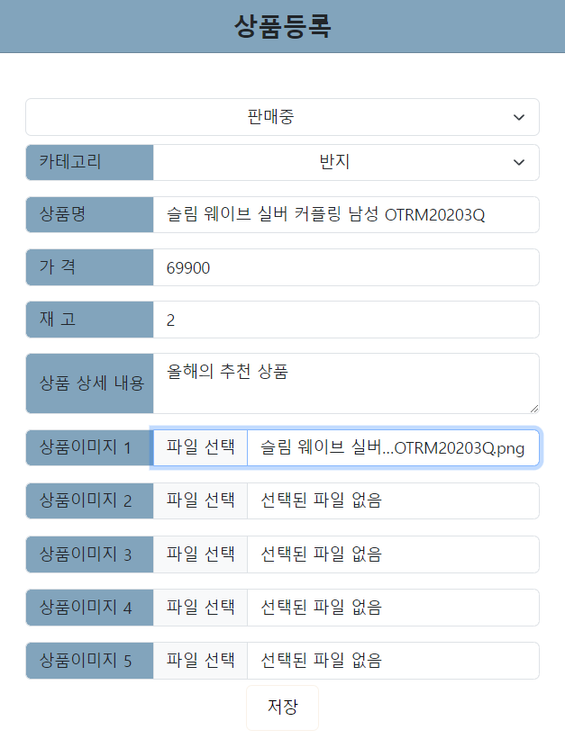 상품등록
판매중
카테고리 반지
상품명 슬림 웨이브 실버 커플링 남성 OTRM20203Q
가 격 69900
재 고 2
상품 상세 내용 올해의 추천 상품
상품이미지 1 파일 선택 슬림 웨이브 실버...OTRM20203Q.png
상품이미지 2 파일 선택 선택된 파일 없음
상품이미지 3 파일 선택 선택된 파일 없음
상품이미지 4 파일 선택 선택된 파일 없음
상품이미지 5 파일 선택 선택된 파일 없음
저장